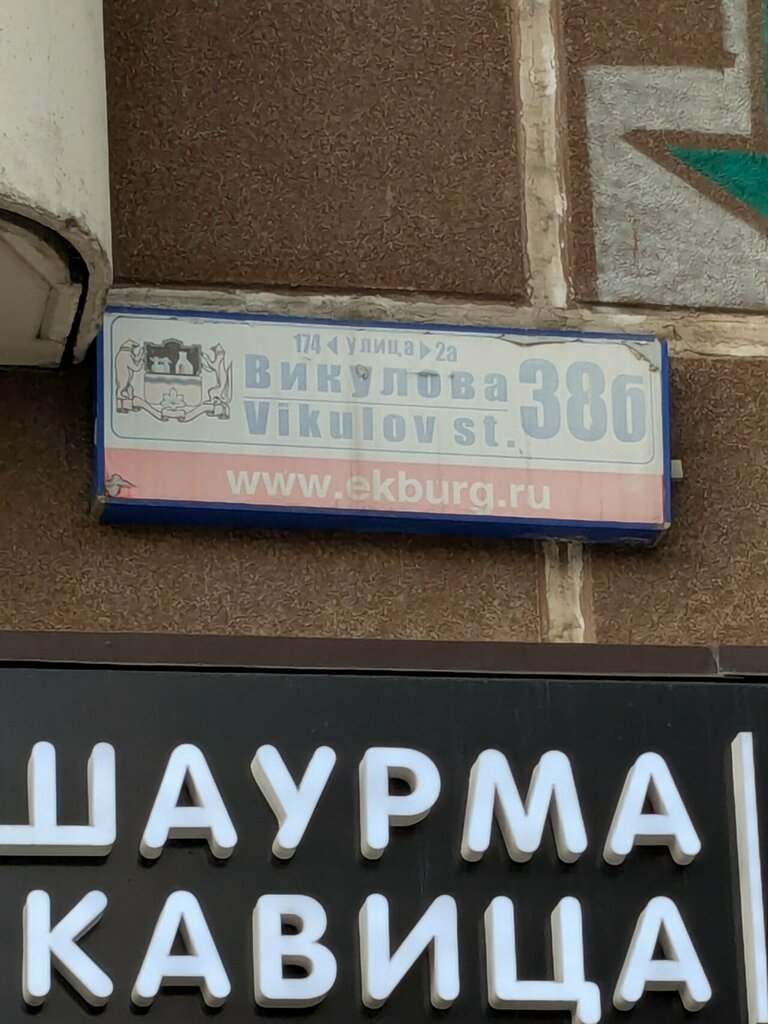 174 ◄ улица ► 2а
Викулова 38б
Vikulov st.
www.ekburg.ru
ШАУРМА
КАВИЦА